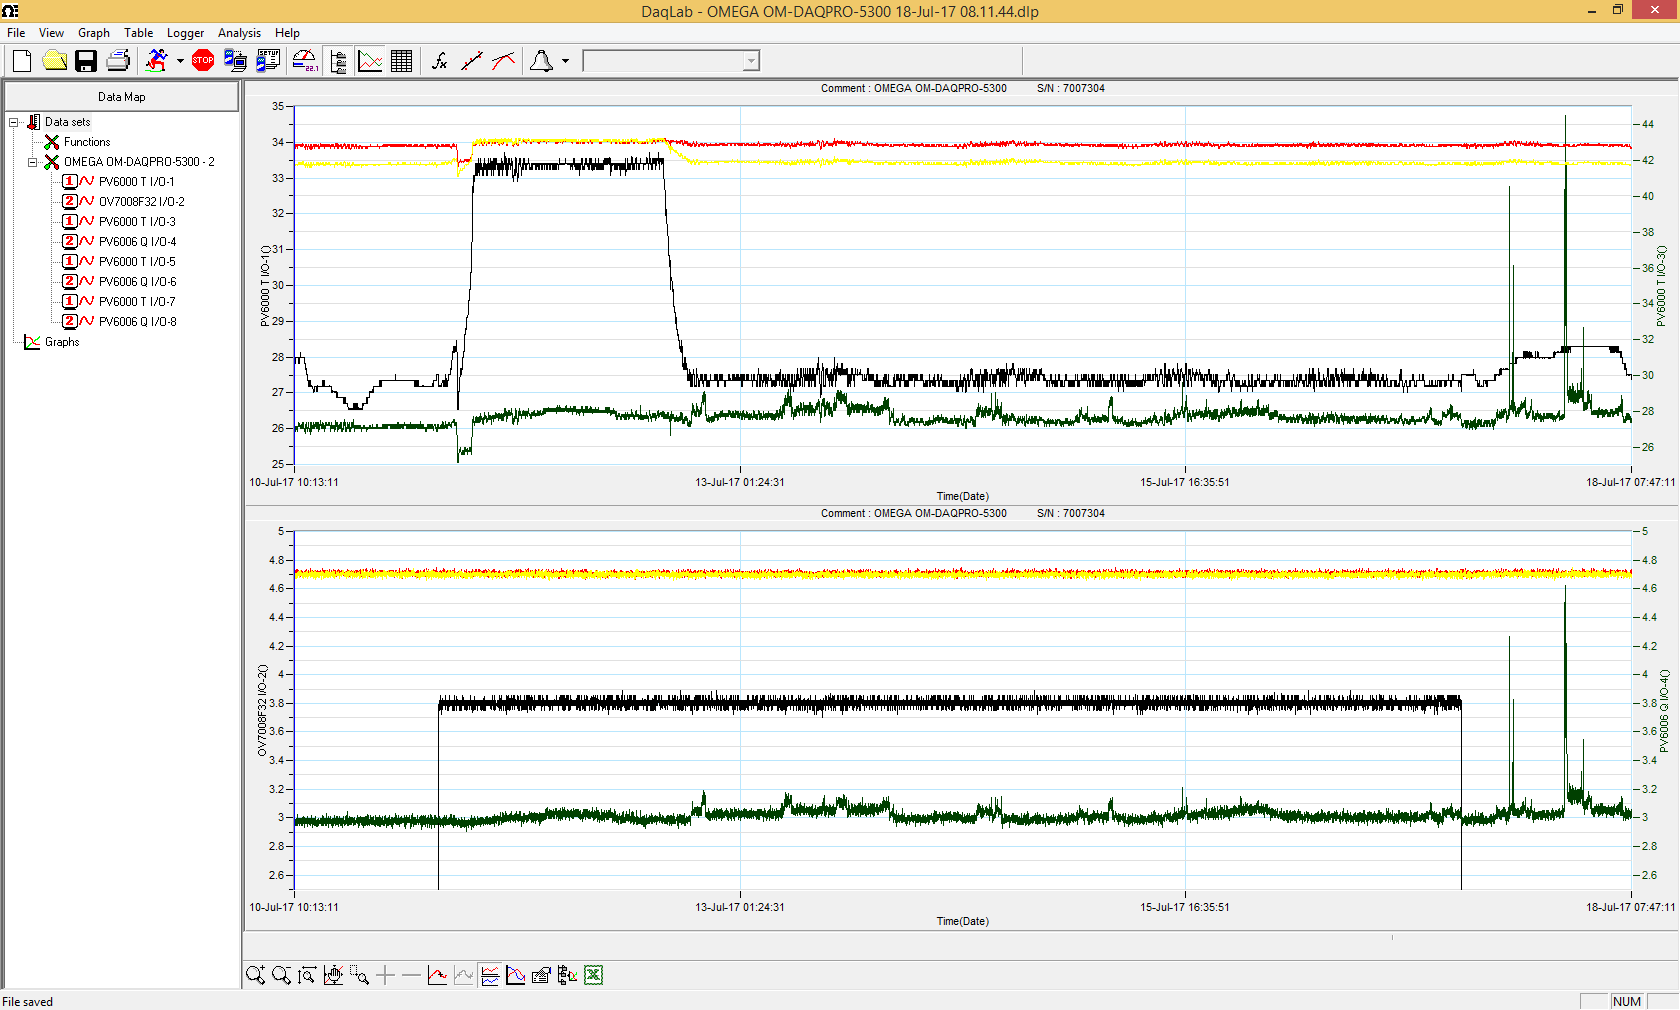 DaqLab - OMEGA OM-DAQPRO-5300 18-Jul-17 08.11.44.dlp
File View Graph Table Logger Analysis Help
STOP SETUP 22.1 fx
Data Map
Data sets
Functions
OMEGA OM-DAQPRO-5300 - 2
1 PV6000 T I/O-1
2 OV7008F32 I/O-2
1 PV6000 T I/O-3
2 PV6006 Q I/O-4
1 PV6000 T I/O-5
2 PV6006 Q I/O-6
1 PV6000 T I/O-7
2 PV6006 Q I/O-8
Graphs
Comment : OMEGA OM-DAQPRO-5300 S/N : 7007304
35
34
33
32
31
30
29
28
27
26
25
PV6000 T I/O-1()
44
42
40
38
36
34
32
30
28
26
PV6000 T I/O-3()
10-Jul-17 10:13:11 13-Jul-17 01:24:31 15-Jul-17 16:35:51 18-Jul-17 07:47:11
Time(Date)
Comment : OMEGA OM-DAQPRO-5300 S/N : 7007304
5
4.8
4.6
4.4
4.2
4
3.8
3.6
3.4
3.2
3
2.8
2.6
OV7008F32 I/O-2()
5
4.8
4.6
4.4
4.2
4
3.8
3.6
3.4
3.2
3
2.8
2.6
PV6006 Q I/O-4()
10-Jul-17 10:13:11 13-Jul-17 01:24:31 15-Jul-17 16:35:51 18-Jul-17 07:47:11
Time(Date)
File saved NUM